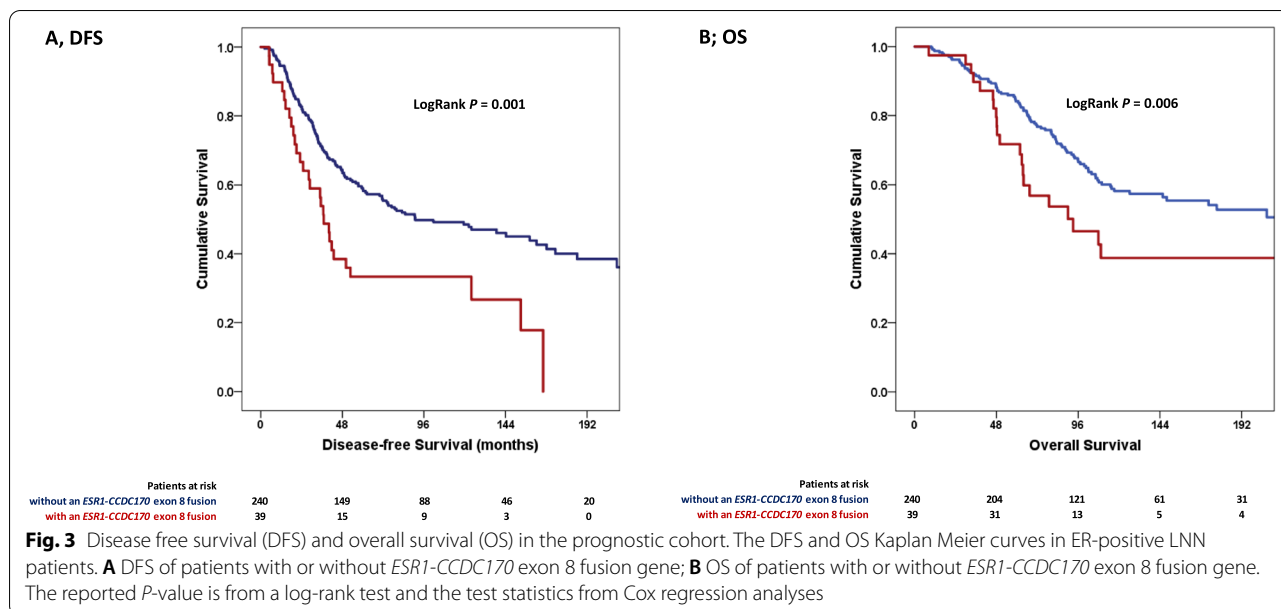 A, DFS
LogRank P = 0.001
Cumulative Survival
1.0
0.8
0.6
0.4
0.2
0.0
0 48 96 144 192
Disease-free Survival (months)
Patients at risk
without an ESR1-CCDC170 exon 8 fusion 240 149 88 46 20
with an ESR1-CCDC170 exon 8 fusion 39 15 9 3 0
B; OS
LogRank P = 0.006
Cumulative Survival
1.0
0.8
0.6
0.4
0.2
0.0
0 48 96 144 192
Overall Survival
Patients at risk
without an ESR1-CCDC170 exon 8 fusion 240 204 121 61 31
with an ESR1-CCDC170 exon 8 fusion 39 31 13 5 4
Fig. 3 Disease free survival (DFS) and overall survival (OS) in the prognostic cohort. The DFS and OS Kaplan Meier curves in ER-positive LNN
patients. A DFS of patients with or without ESR1-CCDC170 exon 8 fusion gene; B OS of patients with or without ESR1-CCDC170 exon 8 fusion gene.
The reported P-value is from a log-rank test and the test statistics from Cox regression analyses